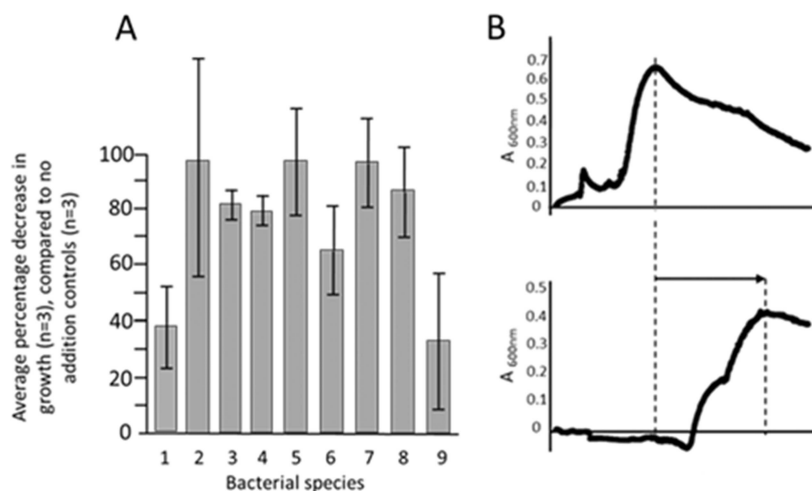 A
Average percentage decrease in
growth (n=3), compared to no
addition controls (n=3)
100
80
60
40
20
0
1 2 3 4 5 6 7 8 9
Bacterial species
B
A 600nm
0.7
0.6
0.5
0.4
0.3
0.2
0.1
0
A 600nm
0.5
0.4
0.3
0.2
0.1
0